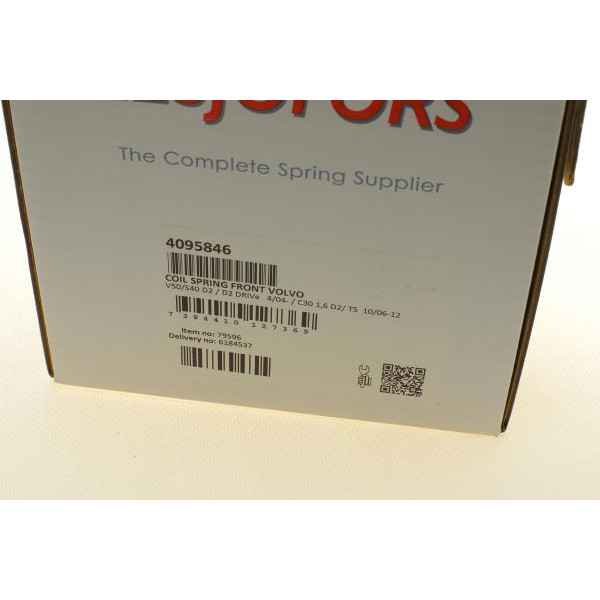 The Complete Spring Supplier
4095846
COIL SPRING FRONT VOLVO
V50/S40 D2 / D2 DRIVe 4/04- / C30 1,6 D2/ T5 10/06-12
7 394410 127369
Item no: 79596
Delivery no: 6184537